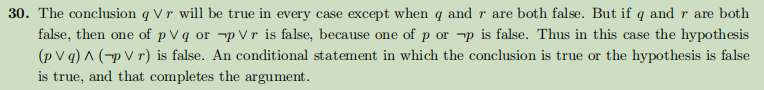 30. The conclusion q ∨ r will be true in every case except when q and r are both false. But if q and r are both
false, then one of p ∨ q or ¬p ∨ r is false, because one of p or ¬p is false. Thus in this case the hypothesis
(p ∨ q) ∧ (¬p ∨ r) is false. An conditional statement in which the conclusion is true or the hypothesis is false
is true, and that completes the argument.